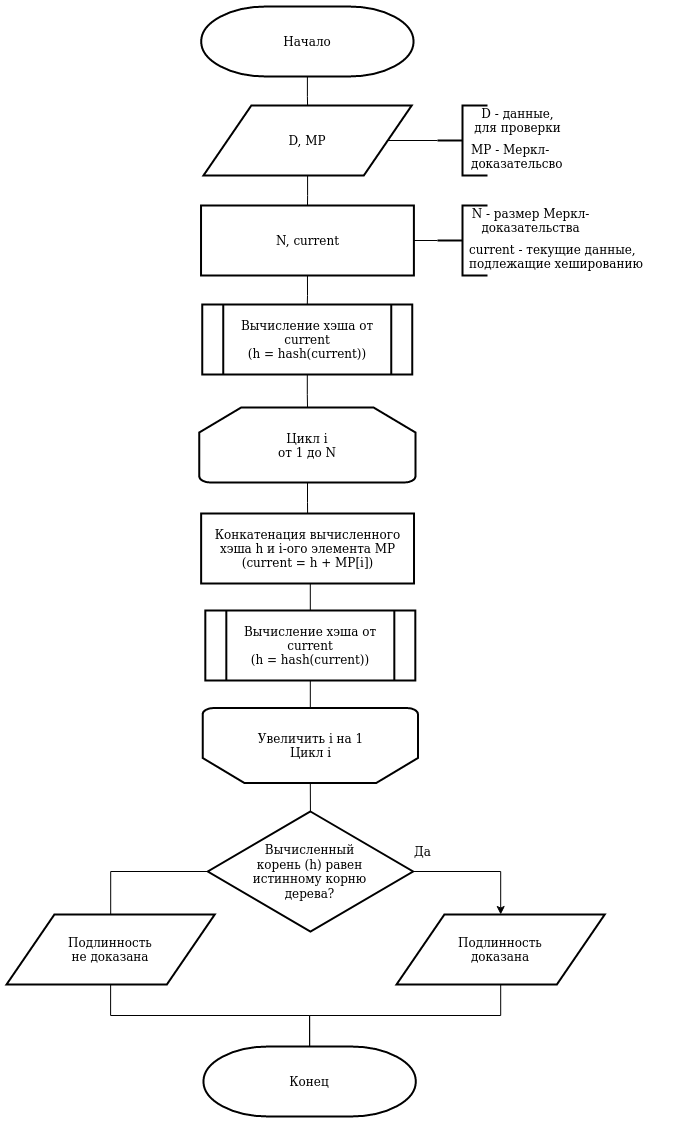 Начало
D, MP
D - данные,
для проверки
MP - Меркл-
доказательсво
N, current
N - размер Меркл-
доказательства
current - текущие данные,
подлежащие хешированию
Вычисление хэша от
current
(h = hash(current))
Цикл i
от 1 до N
Конкатенация вычисленного
хэша h и i-ого элемента MP
(current = h + MP[i])
Вычисление хэша от
current
(h = hash(current))
Увеличить i на 1
Цикл i
Вычисленный
корень (h) равен
истинному корню
дерева?
Да
Подлинность
не доказана
Подлинность
доказана
Конец